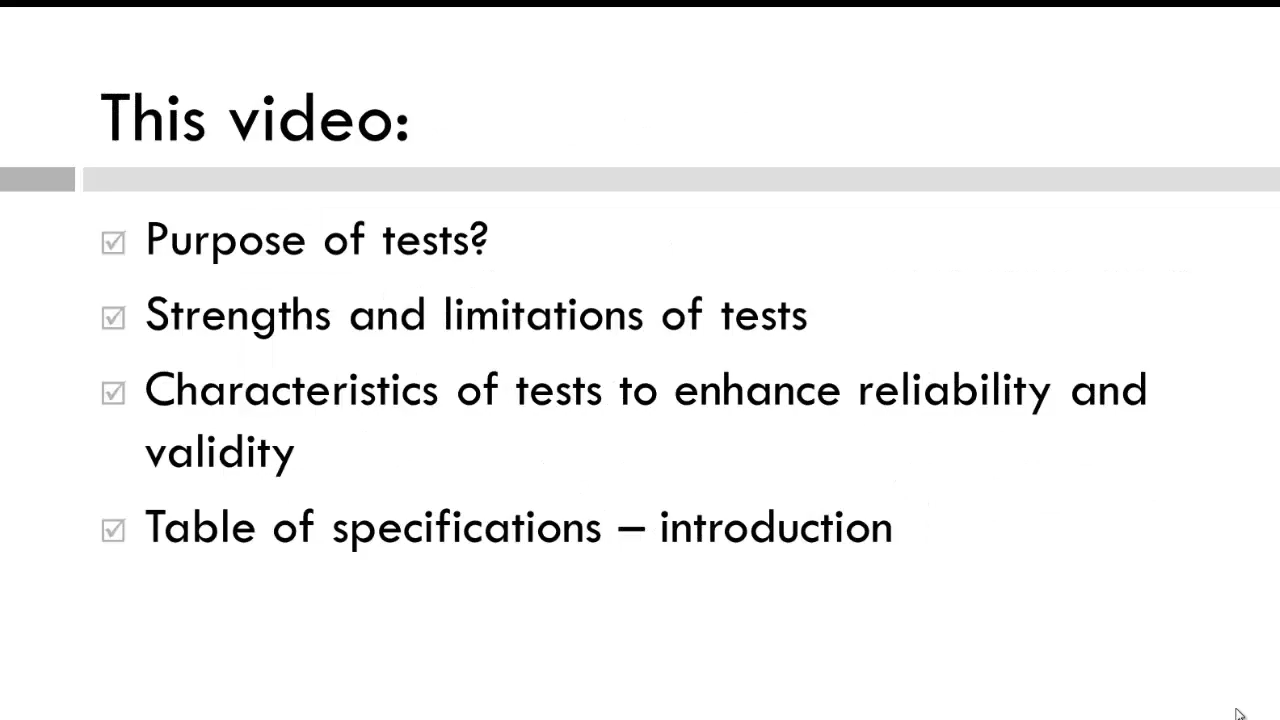 This video:
Purpose of tests?
Strengths and limitations of tests
Characteristics of tests to enhance reliability and
validity
Table of specifications – introduction